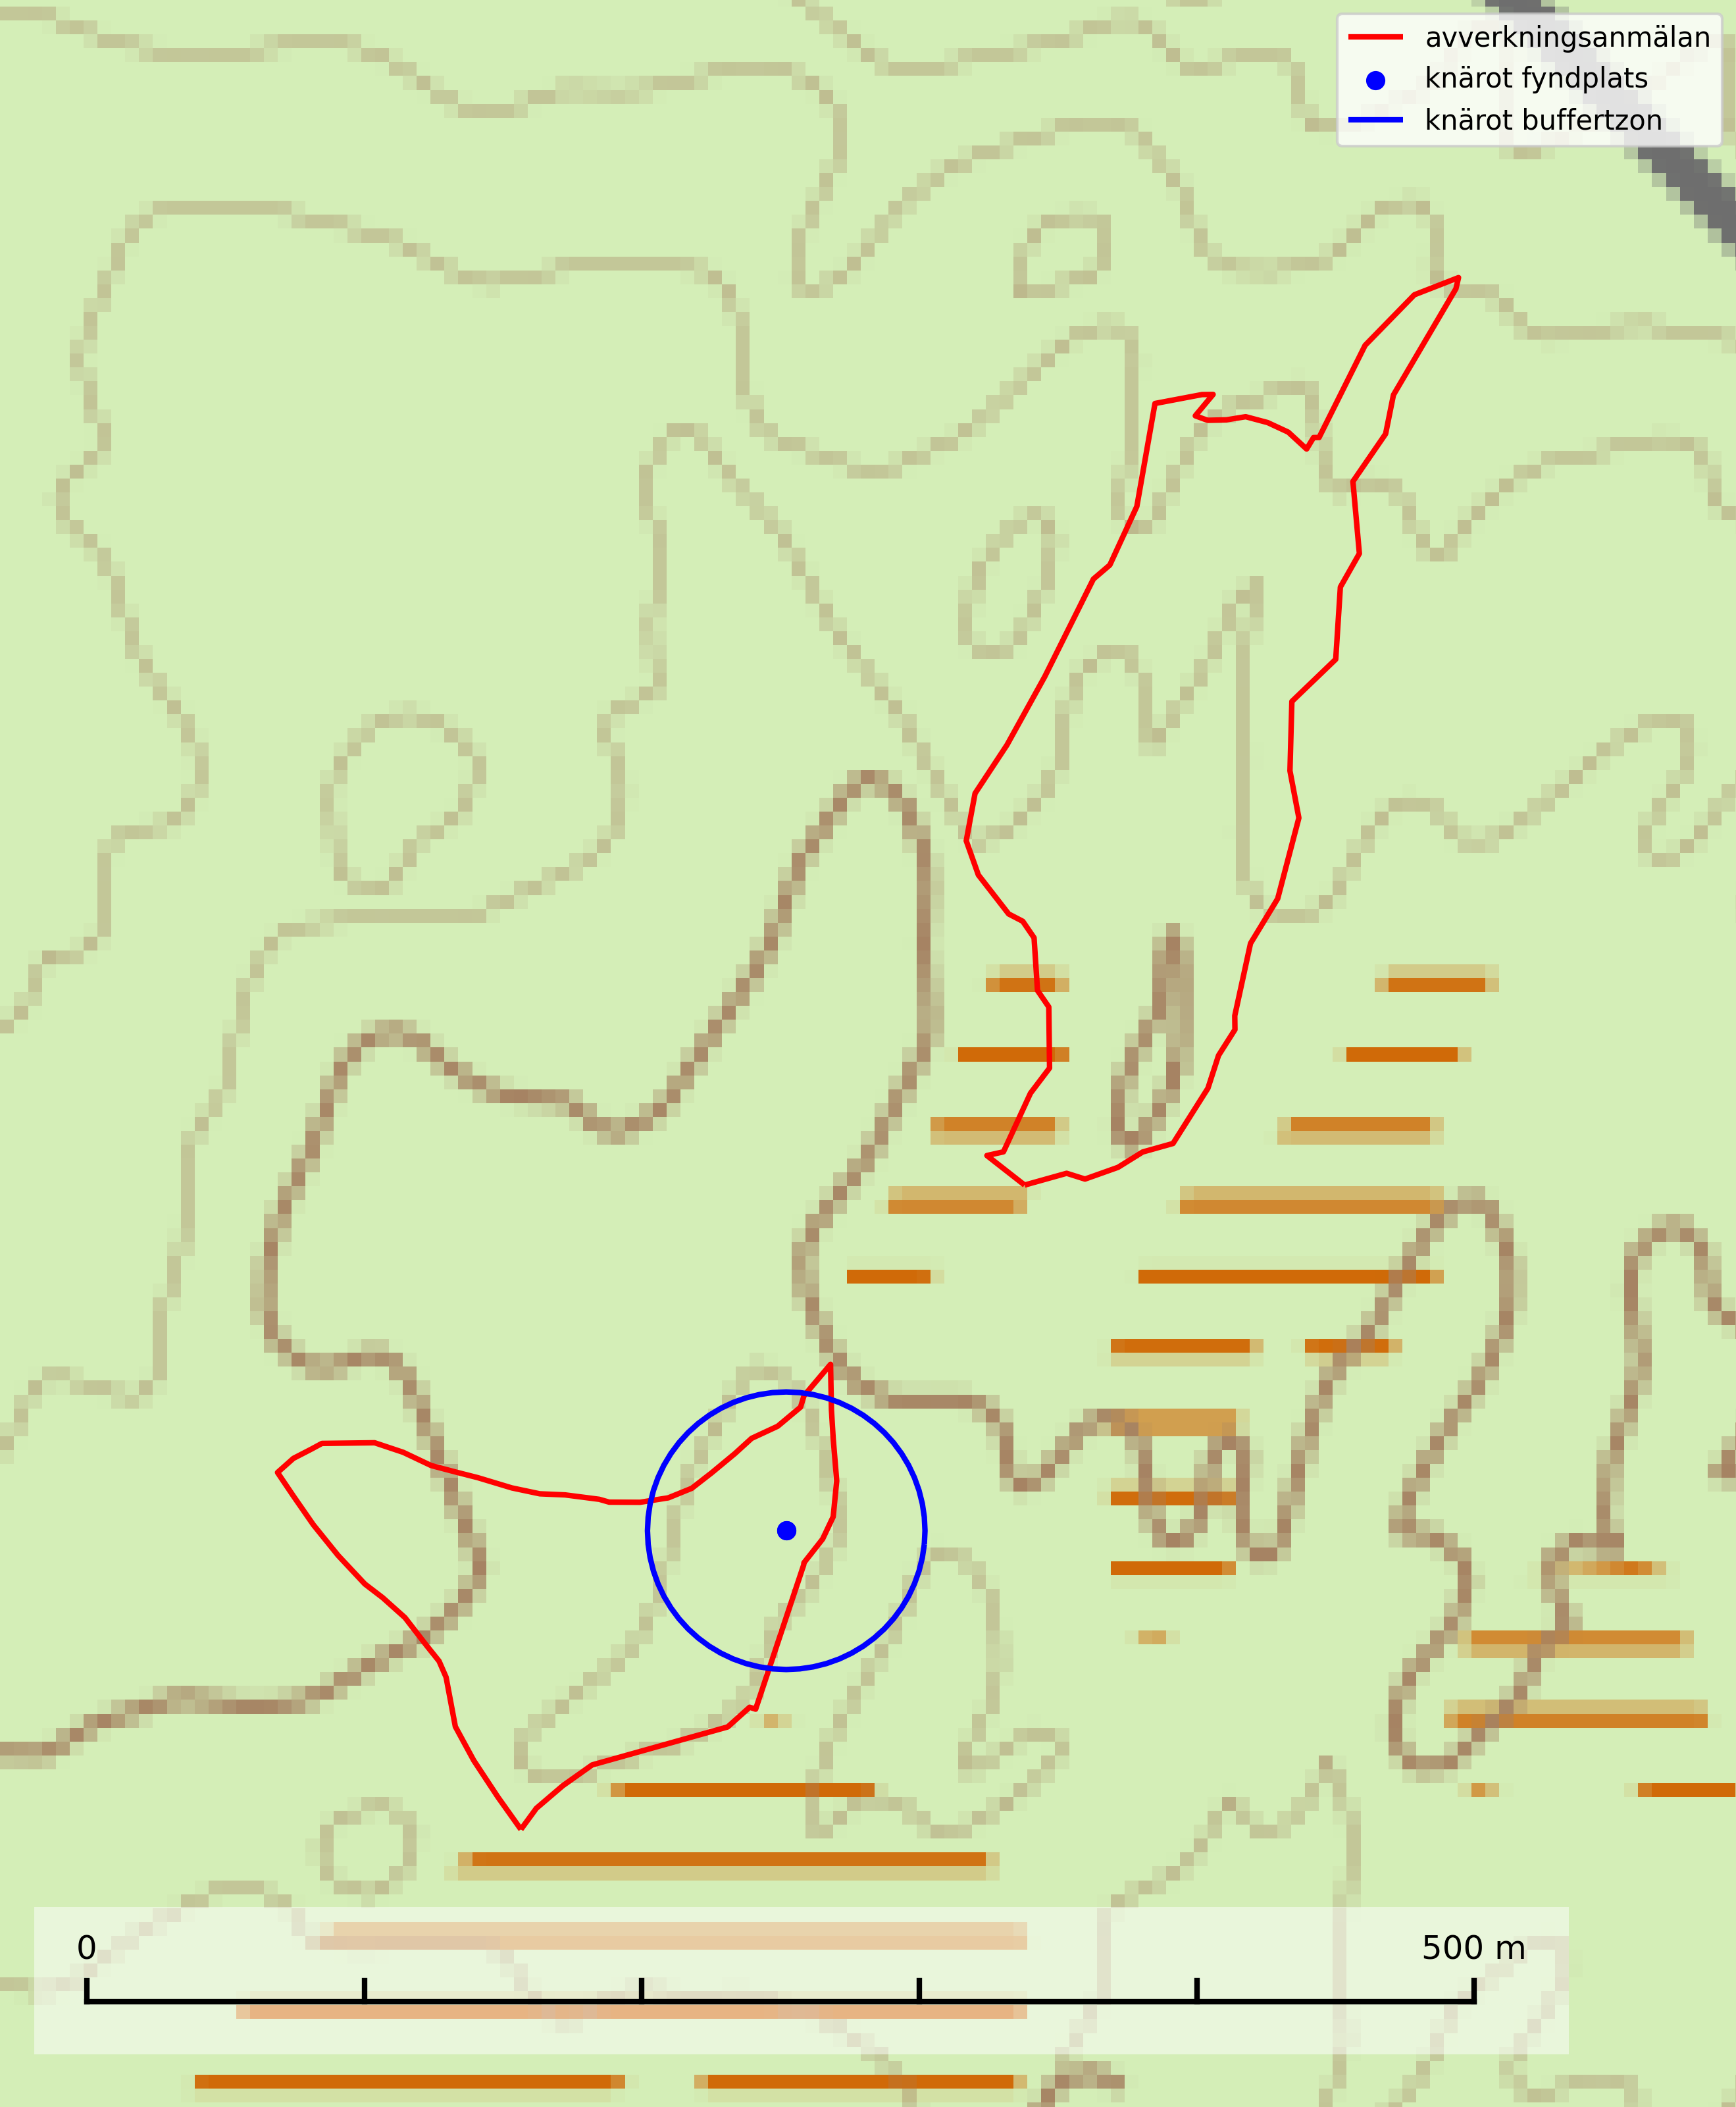 avverkningsanmälan
knärot fyndplats
knärot buffertzon
0
500 m